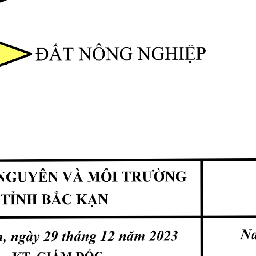 ĐẤT NÔNG NGHIỆP
NGUYÊN VÀ MÔI TRƯỜNG
TỈNH BẮC KẠN
ngày 29 tháng 12 năm 2023
KT. GIÁM ĐỐC